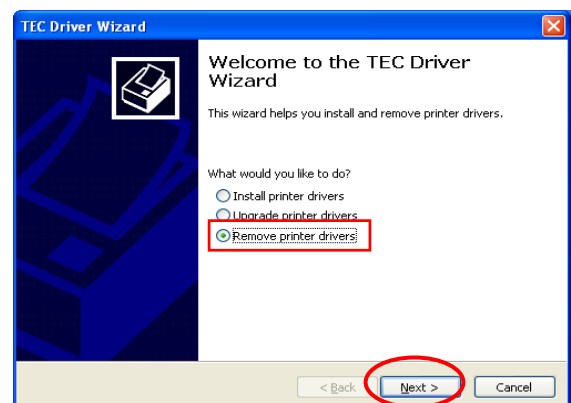 TEC Driver Wizard
Welcome to the TEC Driver
Wizard
This wizard helps you install and remove printer drivers.
What would you like to do?
Install printer drivers
Upgrade printer drivers
Remove printer drivers
< Back Next > Cancel